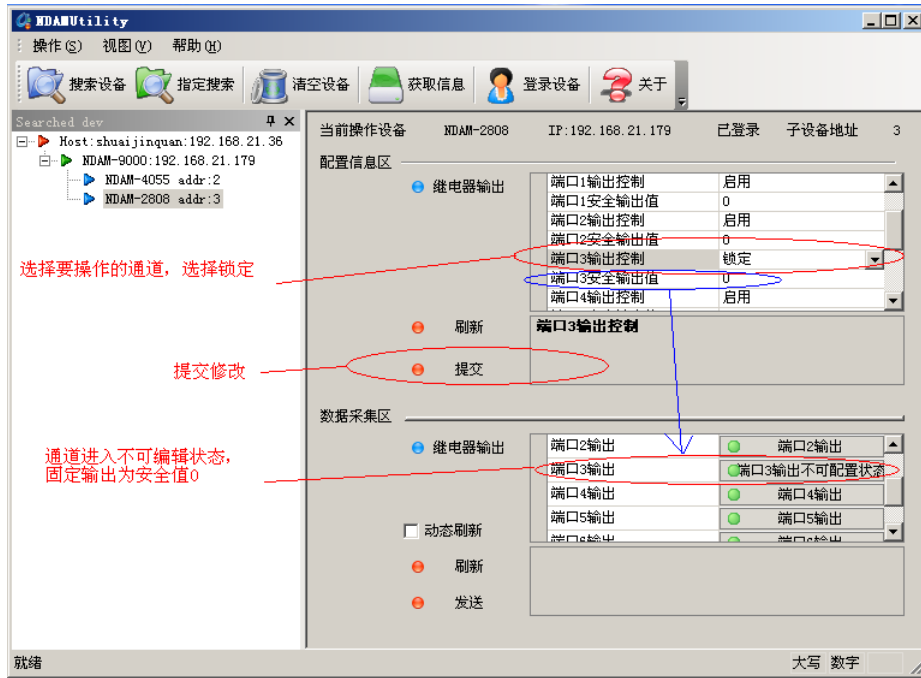 NDAMUtility
操作(S) 视图(V) 帮助(H)
搜索设备 指定搜索 清空设备 获取信息 登录设备 关于
Searched dev
Host:shuaijinquan:192.168.21.36
NDAM-9000:192.168.21.179
NDAM-4055 addr:2
NDAM-2808 addr:3
选择要操作的通道，选择锁定
提交修改
通道进入不可编辑状态，
固定输出为安全值0
当前操作设备 NDAM-2808 IP:192.168.21.179 已登录 子设备地址 3
配置信息区
继电器输出
端口1输出控制 启用
端口1安全输出值 0
端口2输出控制 启用
端口2安全输出值 0
端口3输出控制 锁定
端口3安全输出值 0
端口4输出控制 启用
刷新
端口3输出控制
提交
数据采集区
继电器输出
端口2输出 端口2输出
端口3输出 端口3输出不可配置状态
端口4输出 端口4输出
端口5输出 端口5输出
端口6输出 端口6输出
动态刷新
刷新
发送
就绪 大写 数字